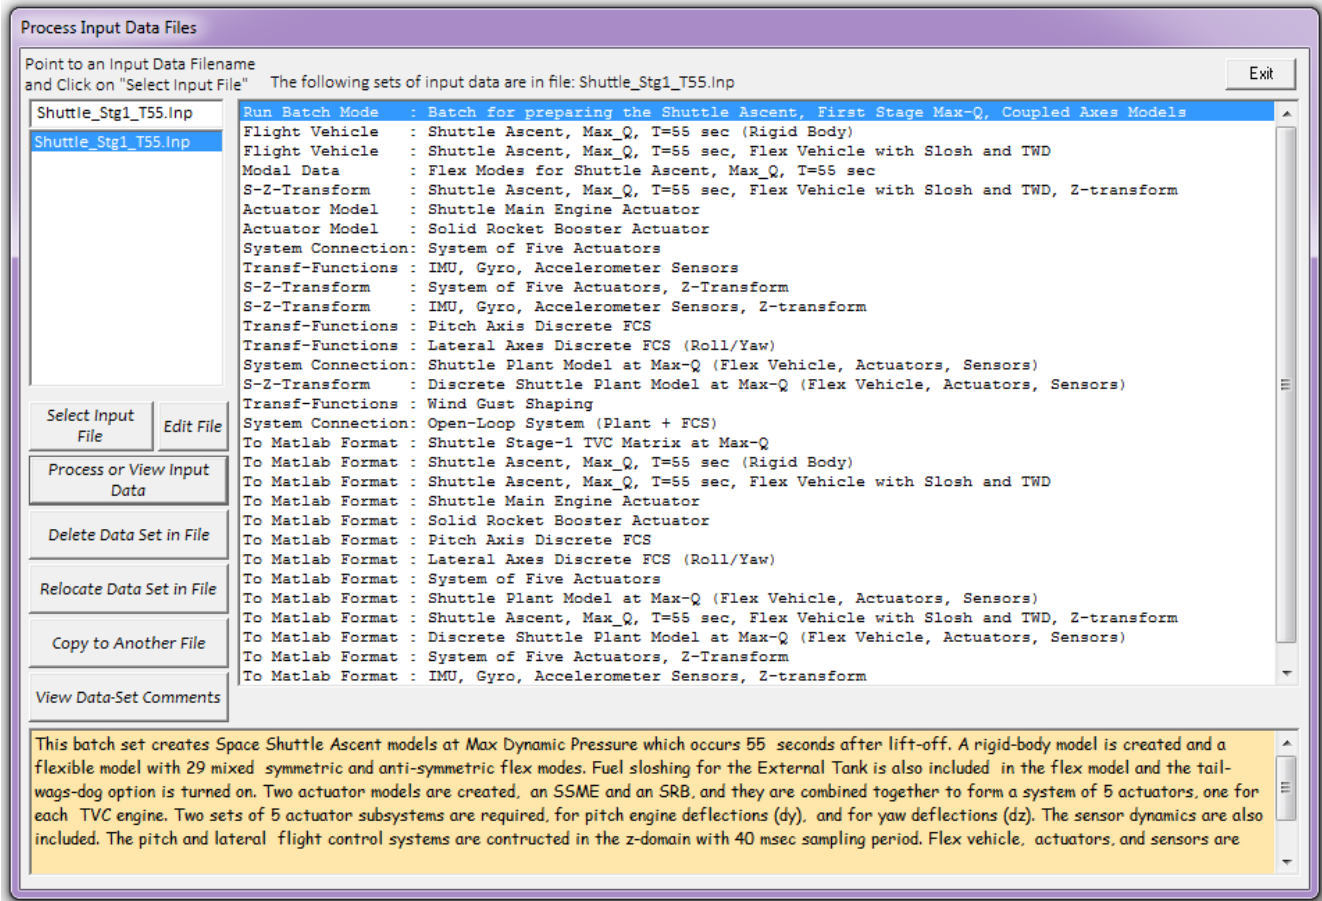 Process Input Data Files
Point to an Input Data Filename
and Click on "Select Input File"
The following sets of input data are in file: Shuttle_Stg1_T55.Inp
Exit
Shuttle_Stg1_T55.Inp
Shuttle_Stg1_T55.Inp
Run Batch Mode : Batch for preparing the Shuttle Ascent, First Stage Max-Q, Coupled Axes Models
Flight Vehicle : Shuttle Ascent, Max_Q, T=55 sec (Rigid Body)
Flight Vehicle : Shuttle Ascent, Max_Q, T=55 sec, Flex Vehicle with Slosh and TWD
Modal Data : Flex Modes for Shuttle Ascent, Max_Q, T=55 sec
S-Z-Transform : Shuttle Ascent, Max_Q, T=55 sec, Flex Vehicle with Slosh and TWD, Z-transform
Actuator Model : Shuttle Main Engine Actuator
Actuator Model : Solid Rocket Booster Actuator
System Connection: System of Five Actuators
Transf-Functions : IMU, Gyro, Accelerometer Sensors
S-Z-Transform : System of Five Actuators, Z-Transform
S-Z-Transform : IMU, Gyro, Accelerometer Sensors, Z-transform
Transf-Functions : Pitch Axis Discrete FCS
Transf-Functions : Lateral Axes Discrete FCS (Roll/Yaw)
System Connection: Shuttle Plant Model at Max-Q (Flex Vehicle, Actuators, Sensors)
S-Z-Transform : Discrete Shuttle Plant Model at Max-Q (Flex Vehicle, Actuators, Sensors)
Transf-Functions : Wind Gust Shaping
System Connection: Open-Loop System (Plant + FCS)
To Matlab Format : Shuttle Stage-1 TVC Matrix at Max-Q
To Matlab Format : Shuttle Ascent, Max_Q, T=55 sec (Rigid Body)
To Matlab Format : Shuttle Ascent, Max_Q, T=55 sec, Flex Vehicle with Slosh and TWD
To Matlab Format : Shuttle Main Engine Actuator
To Matlab Format : Solid Rocket Booster Actuator
To Matlab Format : Pitch Axis Discrete FCS
To Matlab Format : Lateral Axes Discrete FCS (Roll/Yaw)
To Matlab Format : System of Five Actuators
To Matlab Format : Shuttle Plant Model at Max-Q (Flex Vehicle, Actuators, Sensors)
To Matlab Format : Shuttle Ascent, Max_Q, T=55 sec, Flex Vehicle with Slosh and TWD, Z-transform
To Matlab Format : Discrete Shuttle Plant Model at Max-Q (Flex Vehicle, Actuators, Sensors)
To Matlab Format : System of Five Actuators, Z-Transform
To Matlab Format : IMU, Gyro, Accelerometer Sensors, Z-transform
Select Input
File
Edit File
Process or View Input
Data
Delete Data Set in File
Relocate Data Set in File
Copy to Another File
View Data-Set Comments
This batch set creates Space Shuttle Ascent models at Max Dynamic Pressure which occurs 55 seconds after lift-off. A rigid-body model is created and a
flexible model with 29 mixed symmetric and anti-symmetric flex modes. Fuel sloshing for the External Tank is also included in the flex model and the tail-
wags-dog option is turned on. Two actuator models are created, an SSME and an SRB, and they are combined together to form a system of 5 actuators, one for
each TVC engine. Two sets of 5 actuator subsystems are required, for pitch engine deflections (dy), and for yaw deflections (dz). The sensor dynamics are also
included. The pitch and lateral flight control systems are contructed in the z-domain with 40 msec sampling period. Flex vehicle, actuators, and sensors are